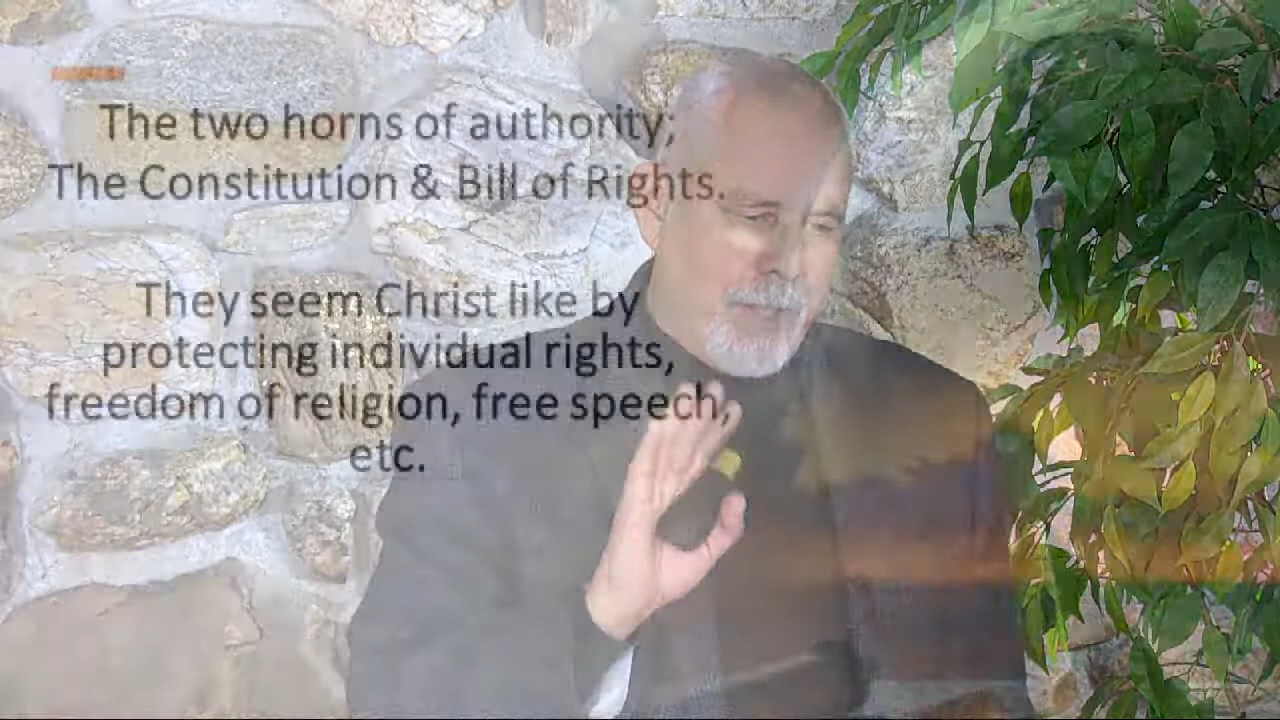 The two horns of authority;
The Constitution & Bill of Rights.
They seem Christ like by
protecting individual rights,
freedom of religion, free speech,
etc.